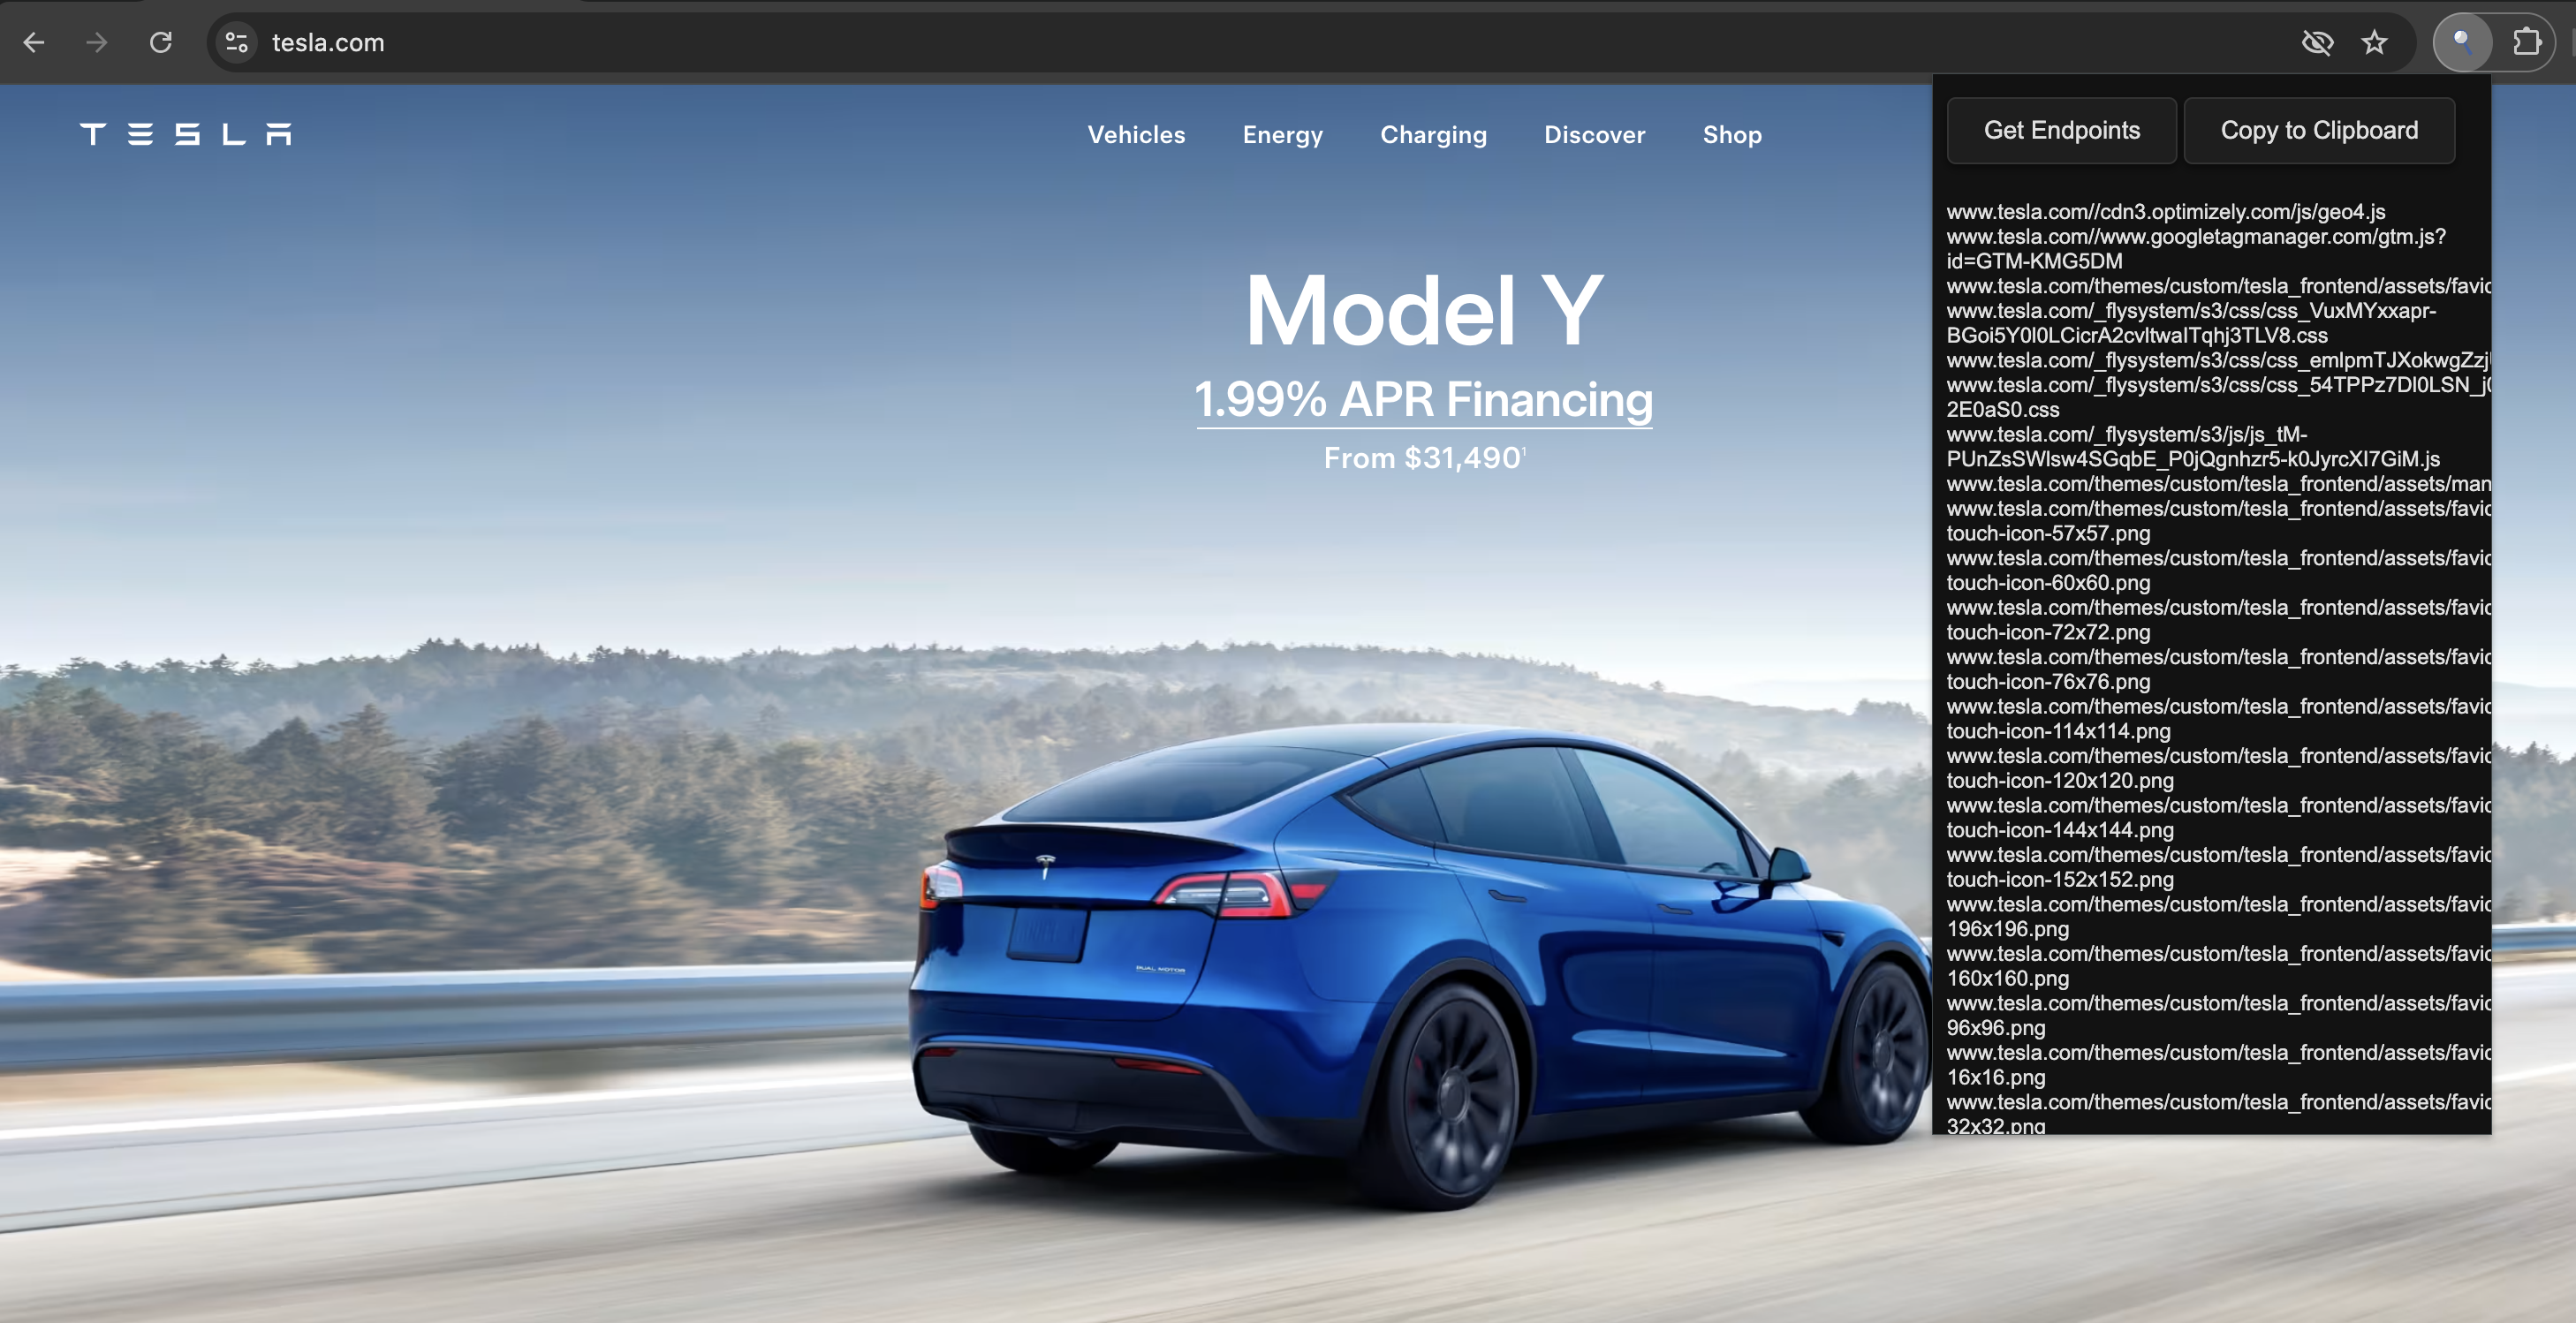 tesla.com
TESLA
Vehicles Energy Charging Discover Shop
Model Y
1.99% APR Financing
From $31,490¹
DUAL MOTOR
Get Endpoints Copy to Clipboard
www.tesla.com//cdn3.optimizely.com/js/geo4.js
www.tesla.com//www.googletagmanager.com/gtm.js?
id=GTM-KMG5DM
www.tesla.com/themes/custom/tesla_frontend/assets/favic
www.tesla.com/_flysystem/s3/css/css_VuxMYxxapr-
BGoi5Y0l0LCicrA2cvltwaITqhj3TLV8.css
www.tesla.com/_flysystem/s3/css/css_emlpmTJXokwgZzj
www.tesla.com/_flysystem/s3/css/css_54TPPz7Dl0LSN_j
2E0aS0.css
www.tesla.com/_flysystem/s3/js/js_tM-
PUnZsSWlsw4SGqbE_P0jQgnhzr5-k0JyrcXI7GiM.js
www.tesla.com/themes/custom/tesla_frontend/assets/man
www.tesla.com/themes/custom/tesla_frontend/assets/favic
touch-icon-57x57.png
www.tesla.com/themes/custom/tesla_frontend/assets/favic
touch-icon-60x60.png
www.tesla.com/themes/custom/tesla_frontend/assets/favic
touch-icon-72x72.png
www.tesla.com/themes/custom/tesla_frontend/assets/favic
touch-icon-76x76.png
www.tesla.com/themes/custom/tesla_frontend/assets/favic
touch-icon-114x114.png
www.tesla.com/themes/custom/tesla_frontend/assets/favic
touch-icon-120x120.png
www.tesla.com/themes/custom/tesla_frontend/assets/favic
touch-icon-144x144.png
www.tesla.com/themes/custom/tesla_frontend/assets/favic
touch-icon-152x152.png
www.tesla.com/themes/custom/tesla_frontend/assets/favic
196x196.png
www.tesla.com/themes/custom/tesla_frontend/assets/favic
160x160.png
www.tesla.com/themes/custom/tesla_frontend/assets/favic
96x96.png
www.tesla.com/themes/custom/tesla_frontend/assets/favic
16x16.png
www.tesla.com/themes/custom/tesla_frontend/assets/favic
32x32.png